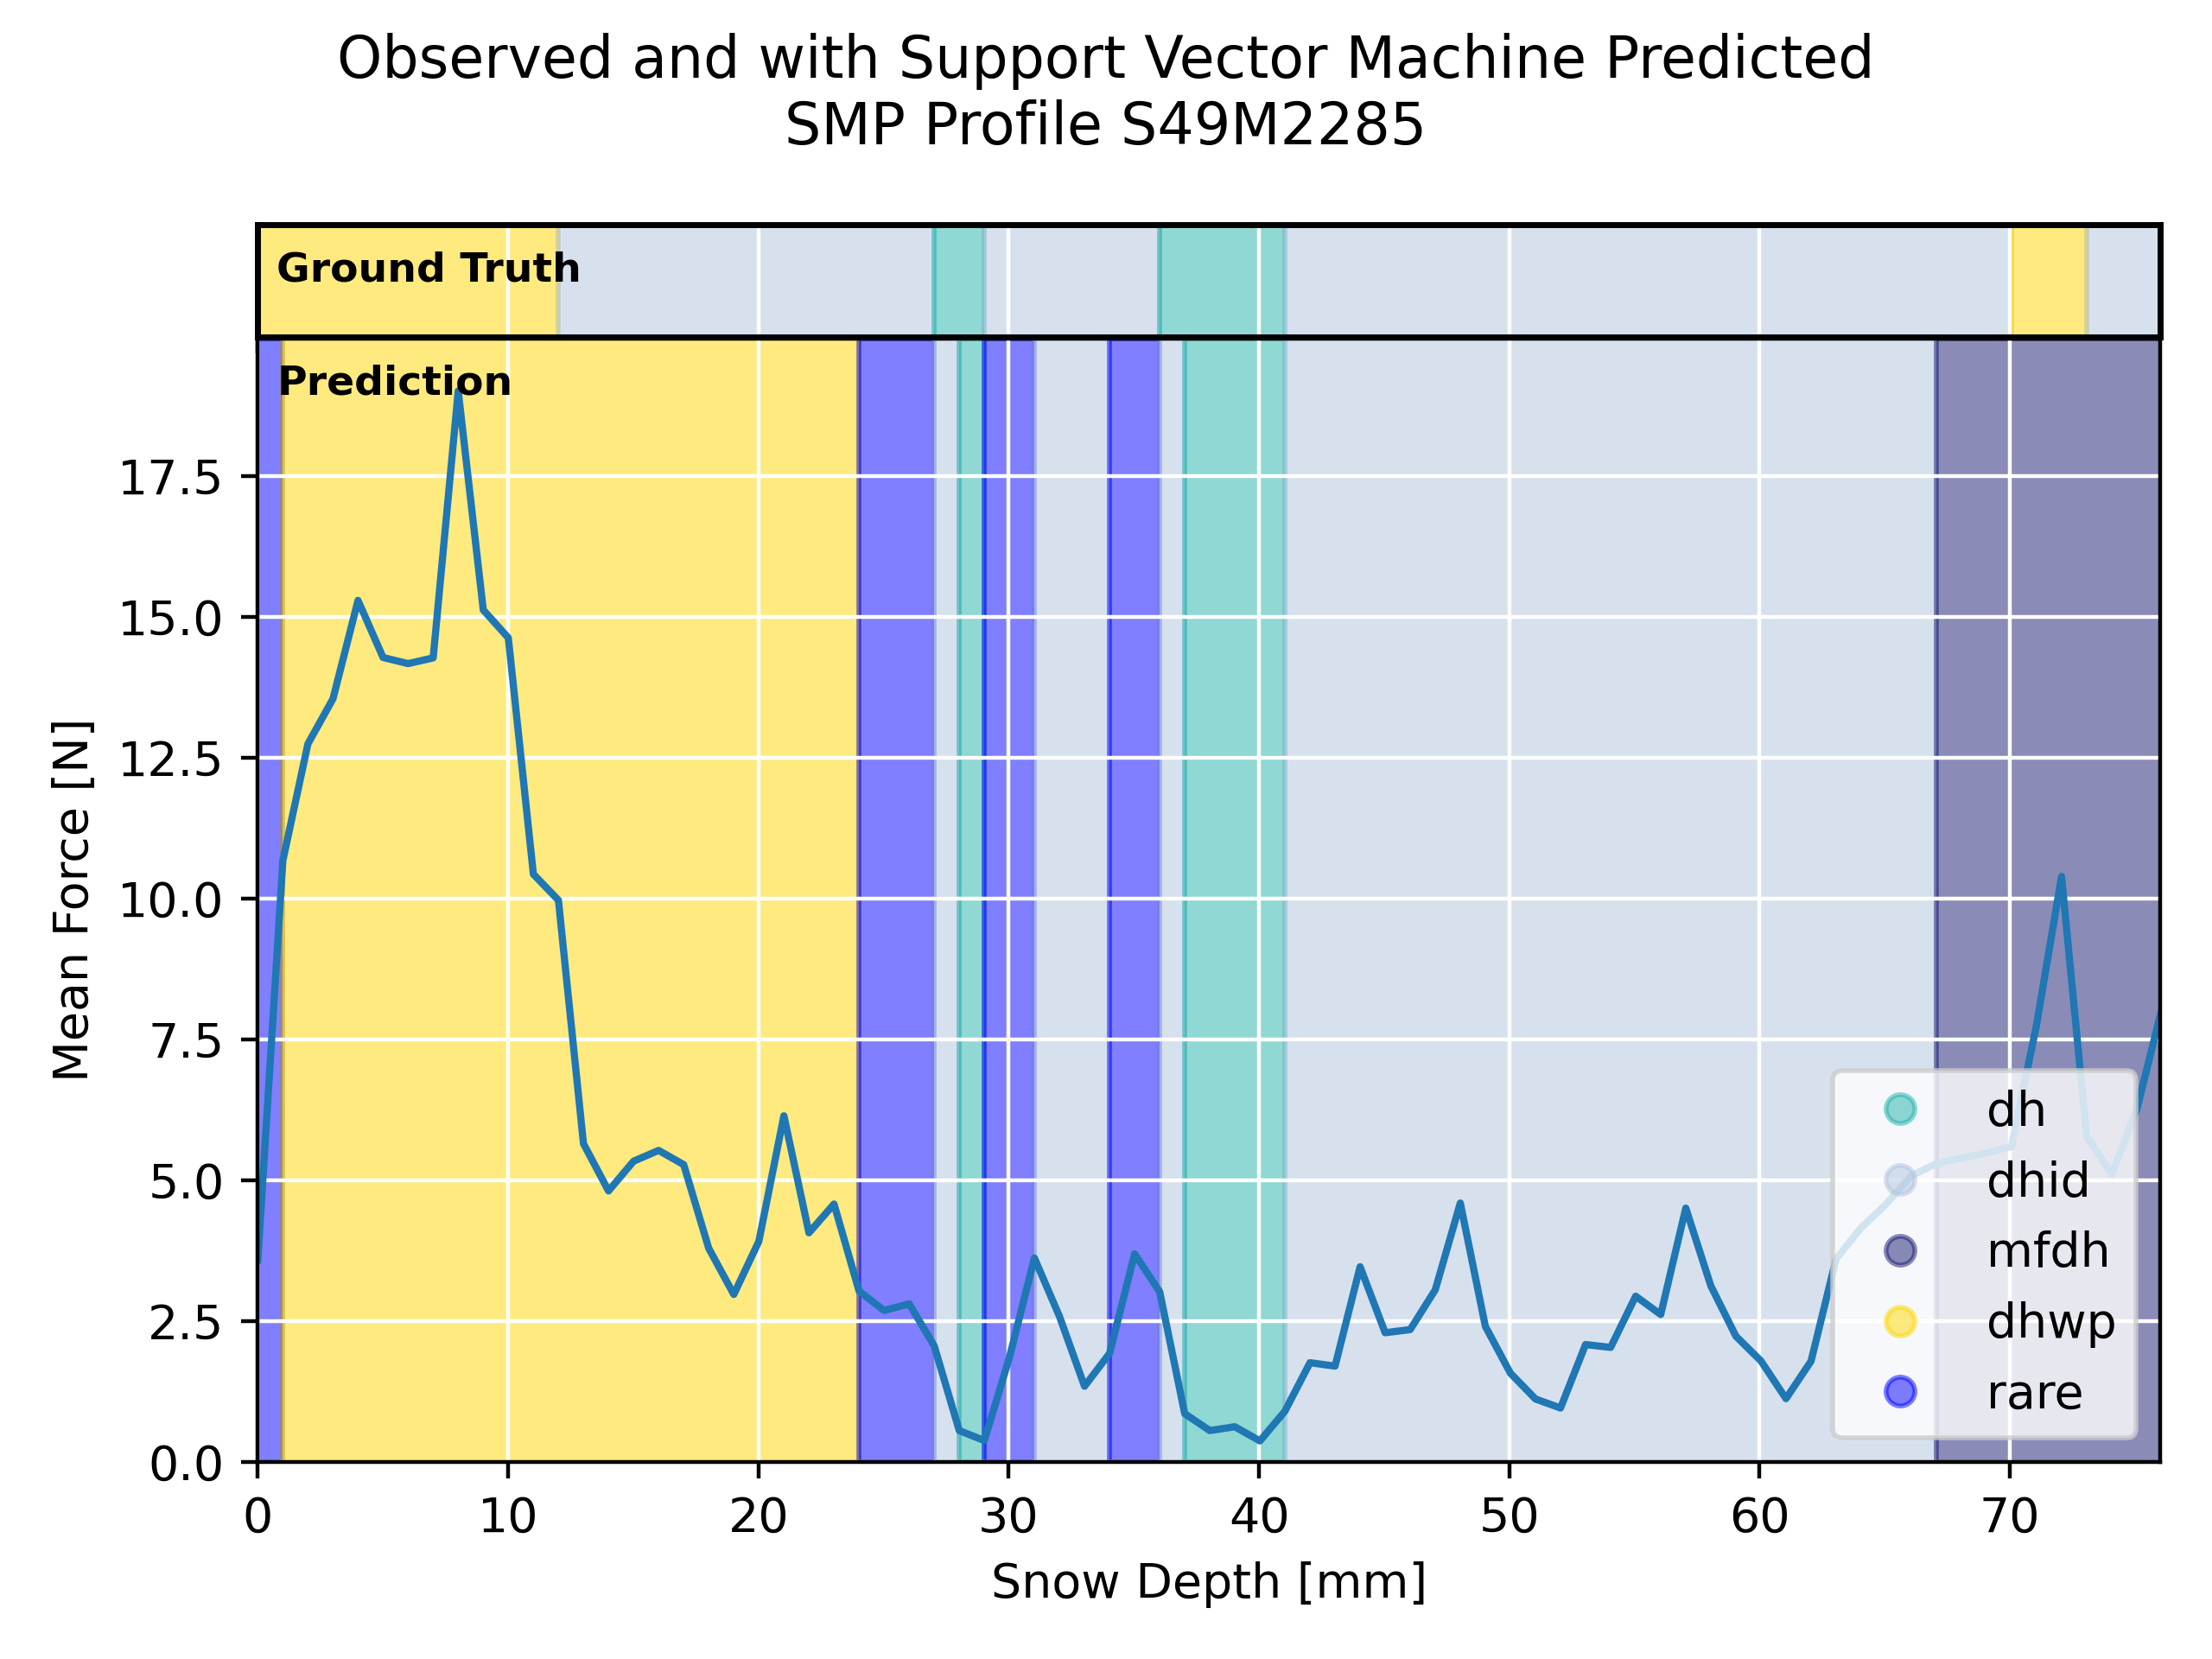 Observed and with Support Vector Machine Predicted
SMP Profile S49M2285
Ground Truth
Prediction
17.5
15.0
12.5
10.0
7.5
5.0
2.5
0.0
Mean Force [N]
dh
dhid
mfdh
dhwp
rare
0 10 20 30 40 50 60 70
Snow Depth [mm]